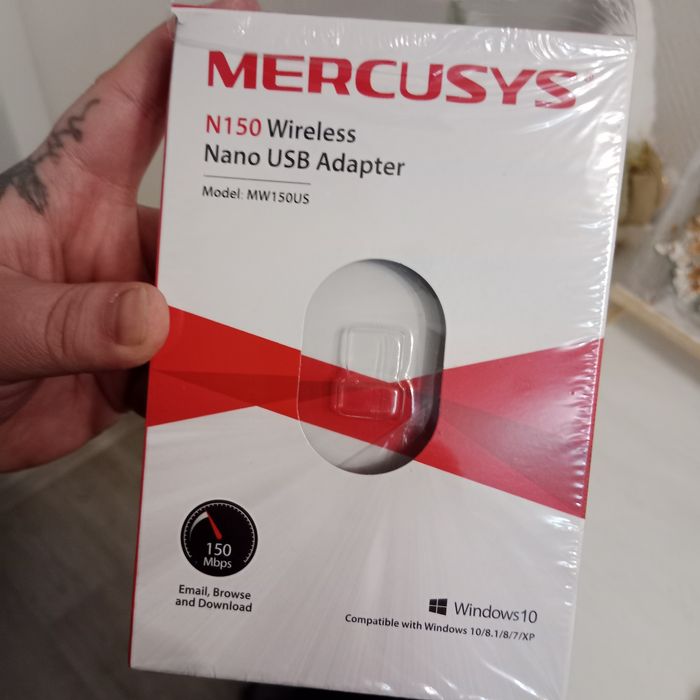 MERCUSYS
N150 Wireless
Nano USB Adapter
Model: MW150US
150
Mbps
Email, Browse
and Download
Windows10
Compatible with Windows 10/8.1/8/7/XP